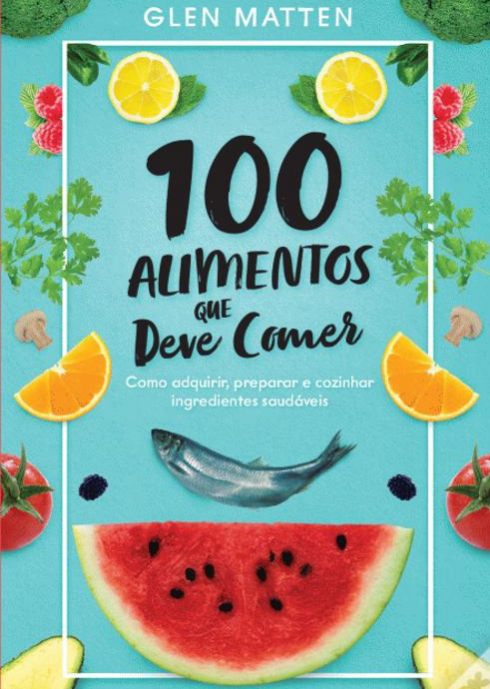 GLEN MATTEN
100
ALIMENTOS
QUE
Deve Comer
Como adquirir, preparar e cozinhar
ingredientes saudáveis